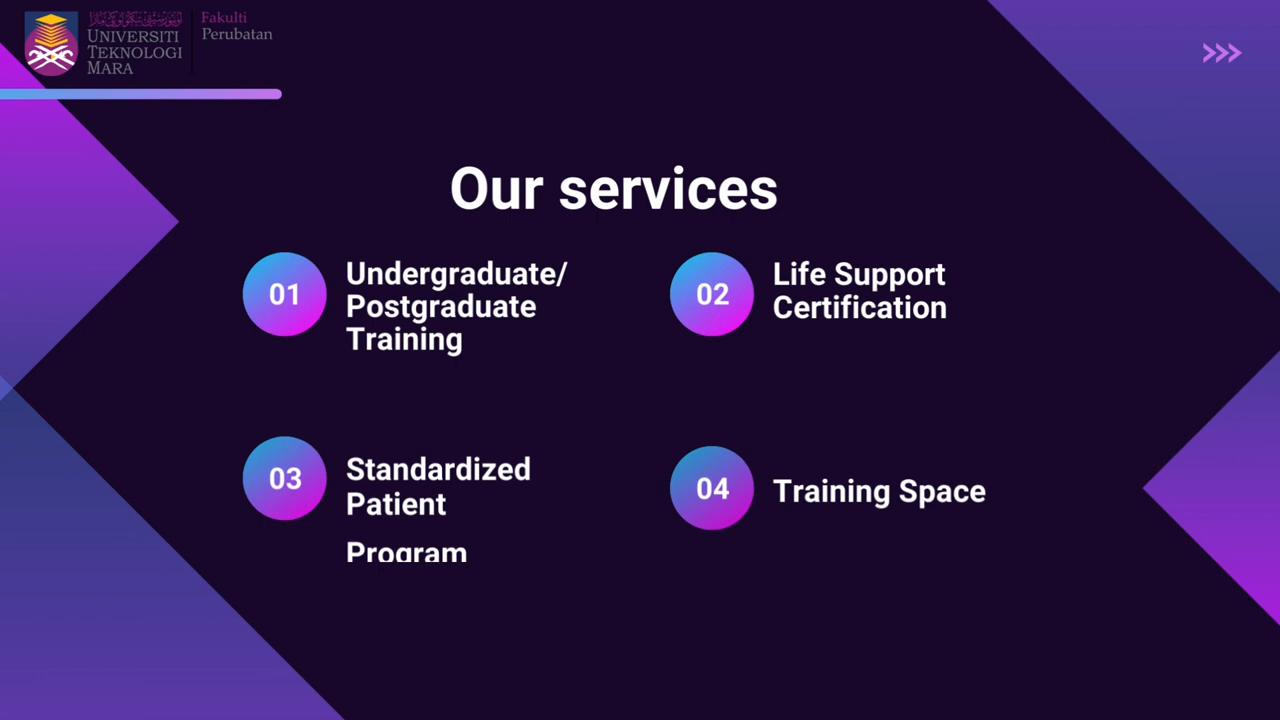 UNIVERSITI
TEKNOLOGI
MARA
Fakulti
Perubatan
Our services
01
Undergraduate/
Postgraduate
Training
02
Life Support
Certification
03
Standardized
Patient
Program
04
Training Space